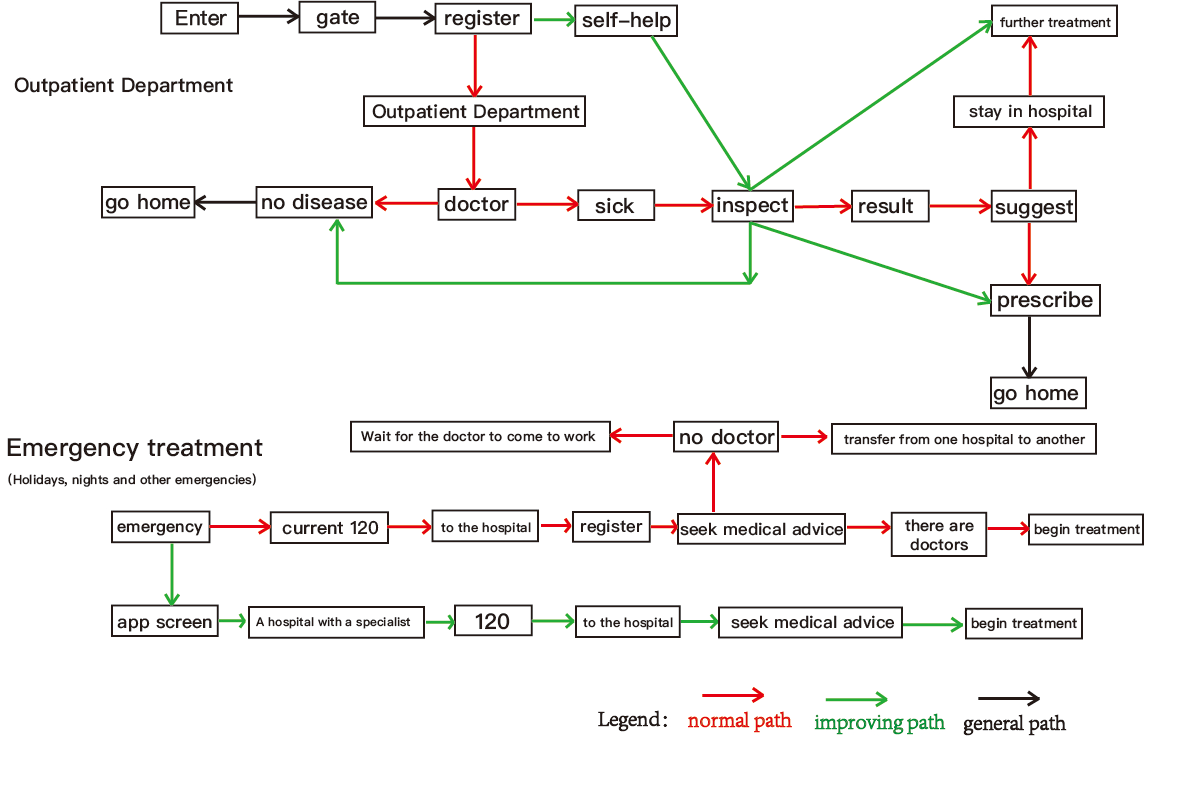 Enter
gate
register
self-help
further treatment
Outpatient Department
Outpatient Department
stay in hospital
go home
no disease
doctor
sick
inspect
result
suggest
prescribe
go home
Emergency treatment
(Holidays, nights and other emergencies)
Wait for the doctor to come to work
no doctor
transfer from one hospital to another
emergency
current 120
to the hospital
register
seek medical advice
there are
doctors
begin treatment
app screen
A hospital with a specialist
120
to the hospital
seek medical advice
begin treatment
Legend:
normal path
improving path
general path